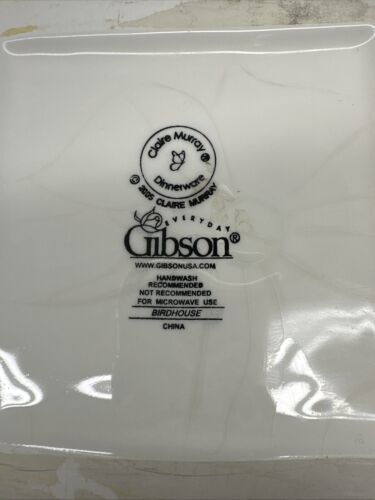 Claire Murray®
Dinnerware
© 2005 CLAIRE MURRAY
EVERYDAY
Gibson®
WWW.GIBSONUSA.COM
HANDWASH
RECOMMENDED
NOT RECOMMENDED
FOR MICROWAVE USE
BIRDHOUSE
CHINA